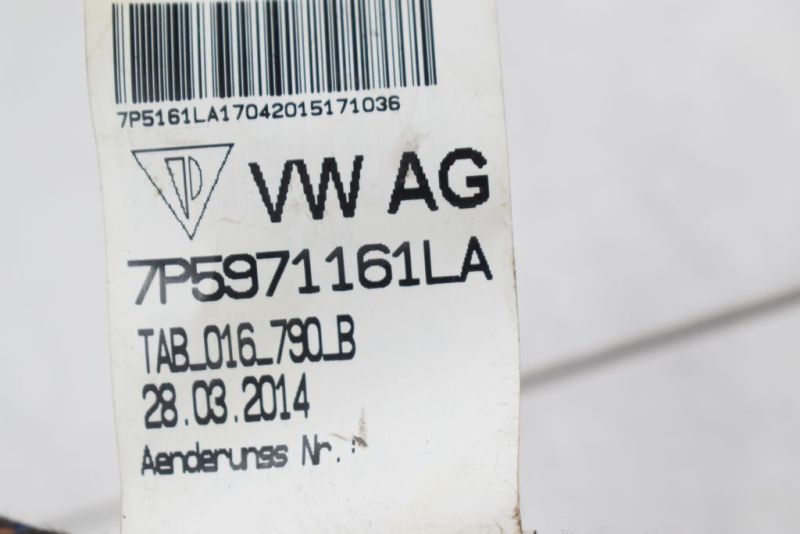 7P5161LA17042015171036
VW AG
7P5971161LA
TAB_016_790_B
28.03.2014
Aenderungs Nr.: